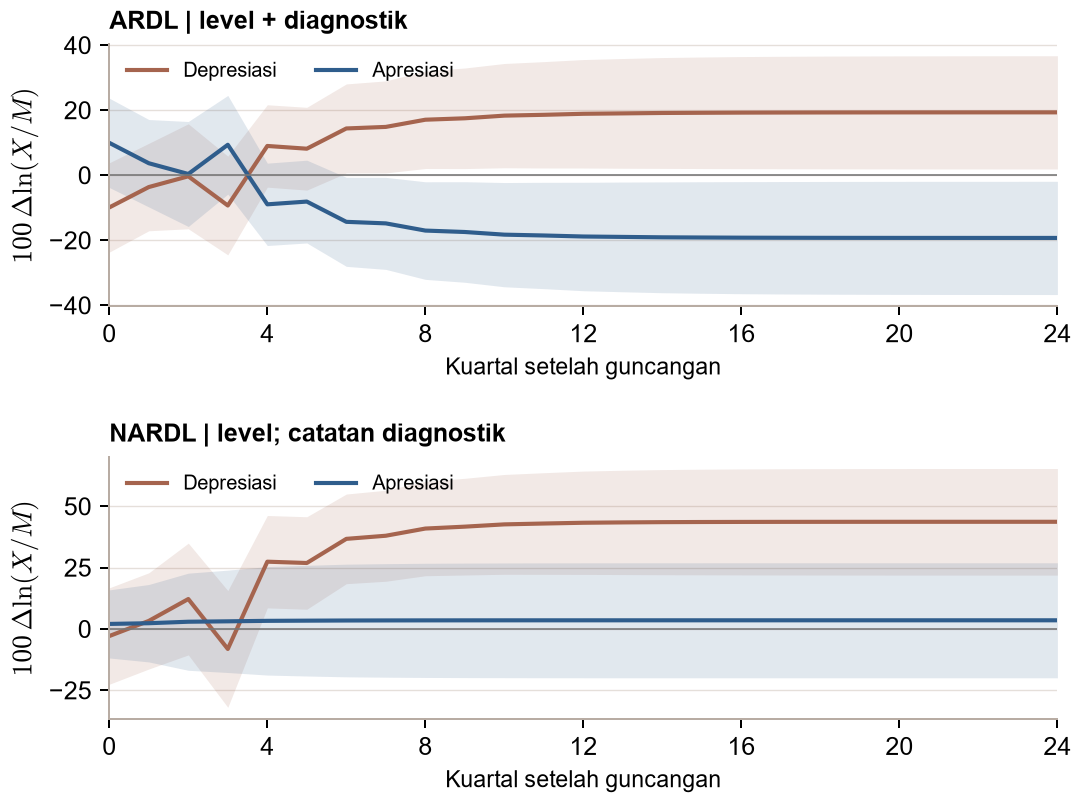 ARDL | level + diagnostik
Depresiasi Apresiasi
100 Δln(X/M)
40
20
0
−20
−40
0 4 8 12 16 20 24
Kuartal setelah guncangan
NARDL | level; catatan diagnostik
Depresiasi Apresiasi
100 Δln(X/M)
50
25
0
−25
0 4 8 12 16 20 24
Kuartal setelah guncangan